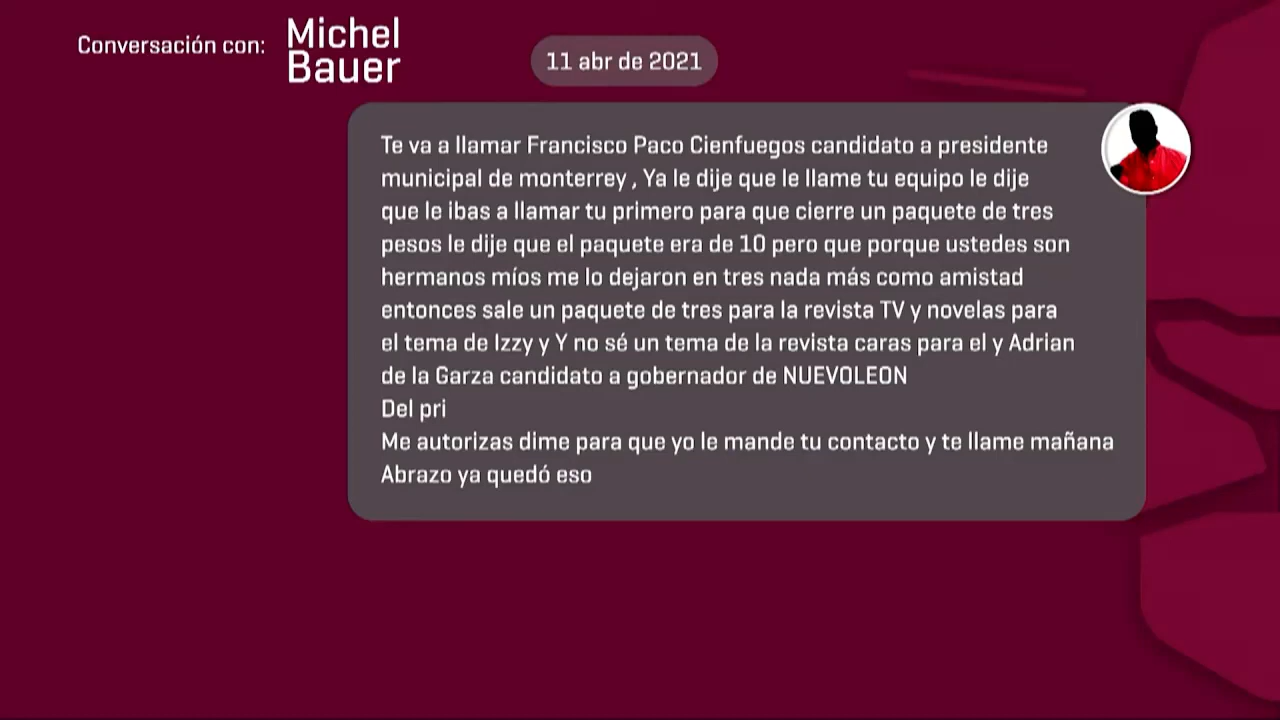 Conversación con:
Michel
Bauer
11 abr de 2021
Te va a llamar Francisco Paco Cienfuegos candidato a presidente
municipal de monterrey , Ya le dije que le llame tu equipo le dije
que le ibas a llamar tu primero para que cierre un paquete de tres
pesos le dije que el paquete era de 10 pero que porque ustedes son
hermanos míos me lo dejaron en tres nada más como amistad
entonces sale un paquete de tres para la revista TV y novelas para
el tema de Izzy y Y no sé un tema de la revista caras para el y Adrian
de la Garza candidato a gobernador de NUEVOLEON
Del pri
Me autorizas dime para que yo le mande tu contacto y te llame mañana
Abrazo ya quedó eso